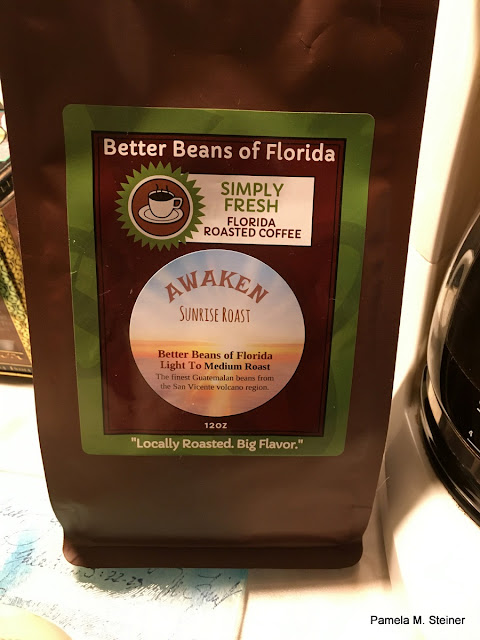 Better Beans of Florida
SIMPLY
FRESH
FLORIDA
ROASTED COFFEE
AWAKEN
SUNRISE ROAST
Better Beans of Florida
Light To Medium Roast
The finest Guatemalan beans from
the San Vicente volcano region.
12OZ
"Locally Roasted. Big Flavor."
Pamela M. Steiner